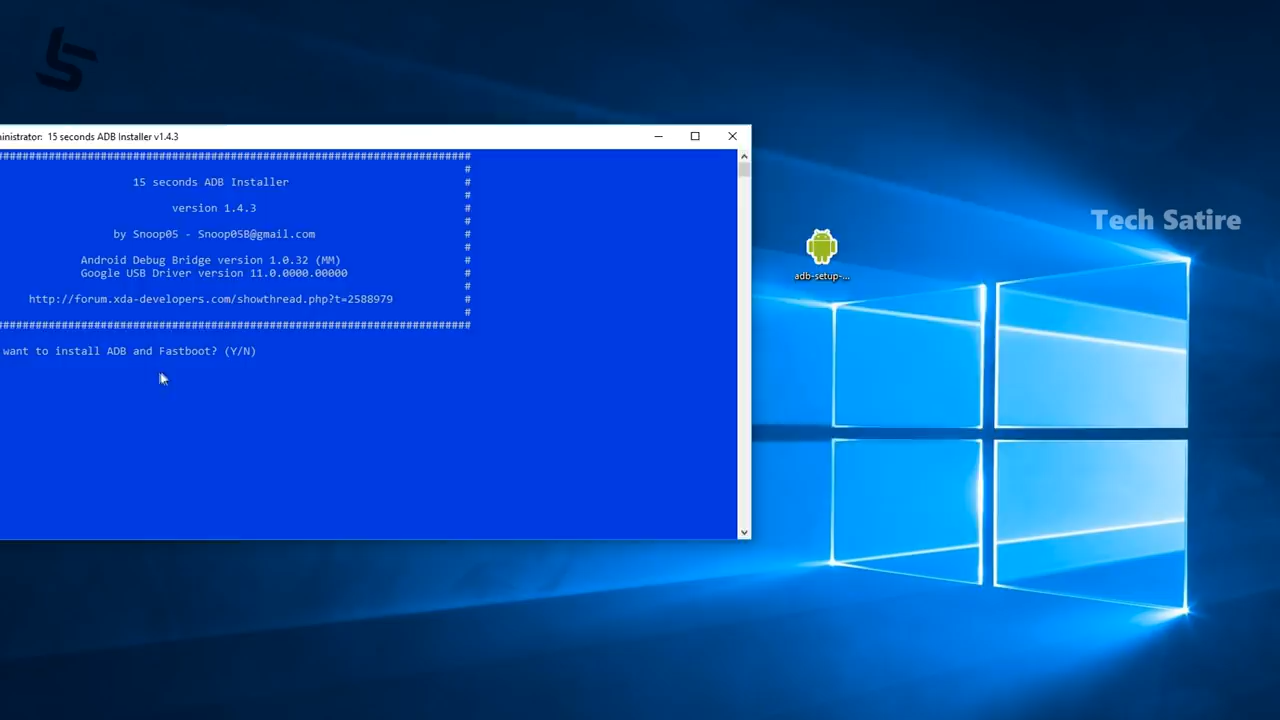 ministrator: 15 seconds ADB Installer v1.4.3
########################################################################
#
15 seconds ADB Installer #
#
version 1.4.3 #
#
by Snoop05 - Snoop05B@gmail.com #
#
Android Debug Bridge version 1.0.32 (MM) #
Google USB Driver version 11.0.0000.00000 #
#
http://forum.xda-developers.com/showthread.php?t=2588979 #
#
########################################################################
want to install ADB and Fastboot? (Y/N)
Tech Satire
adb-setup-...